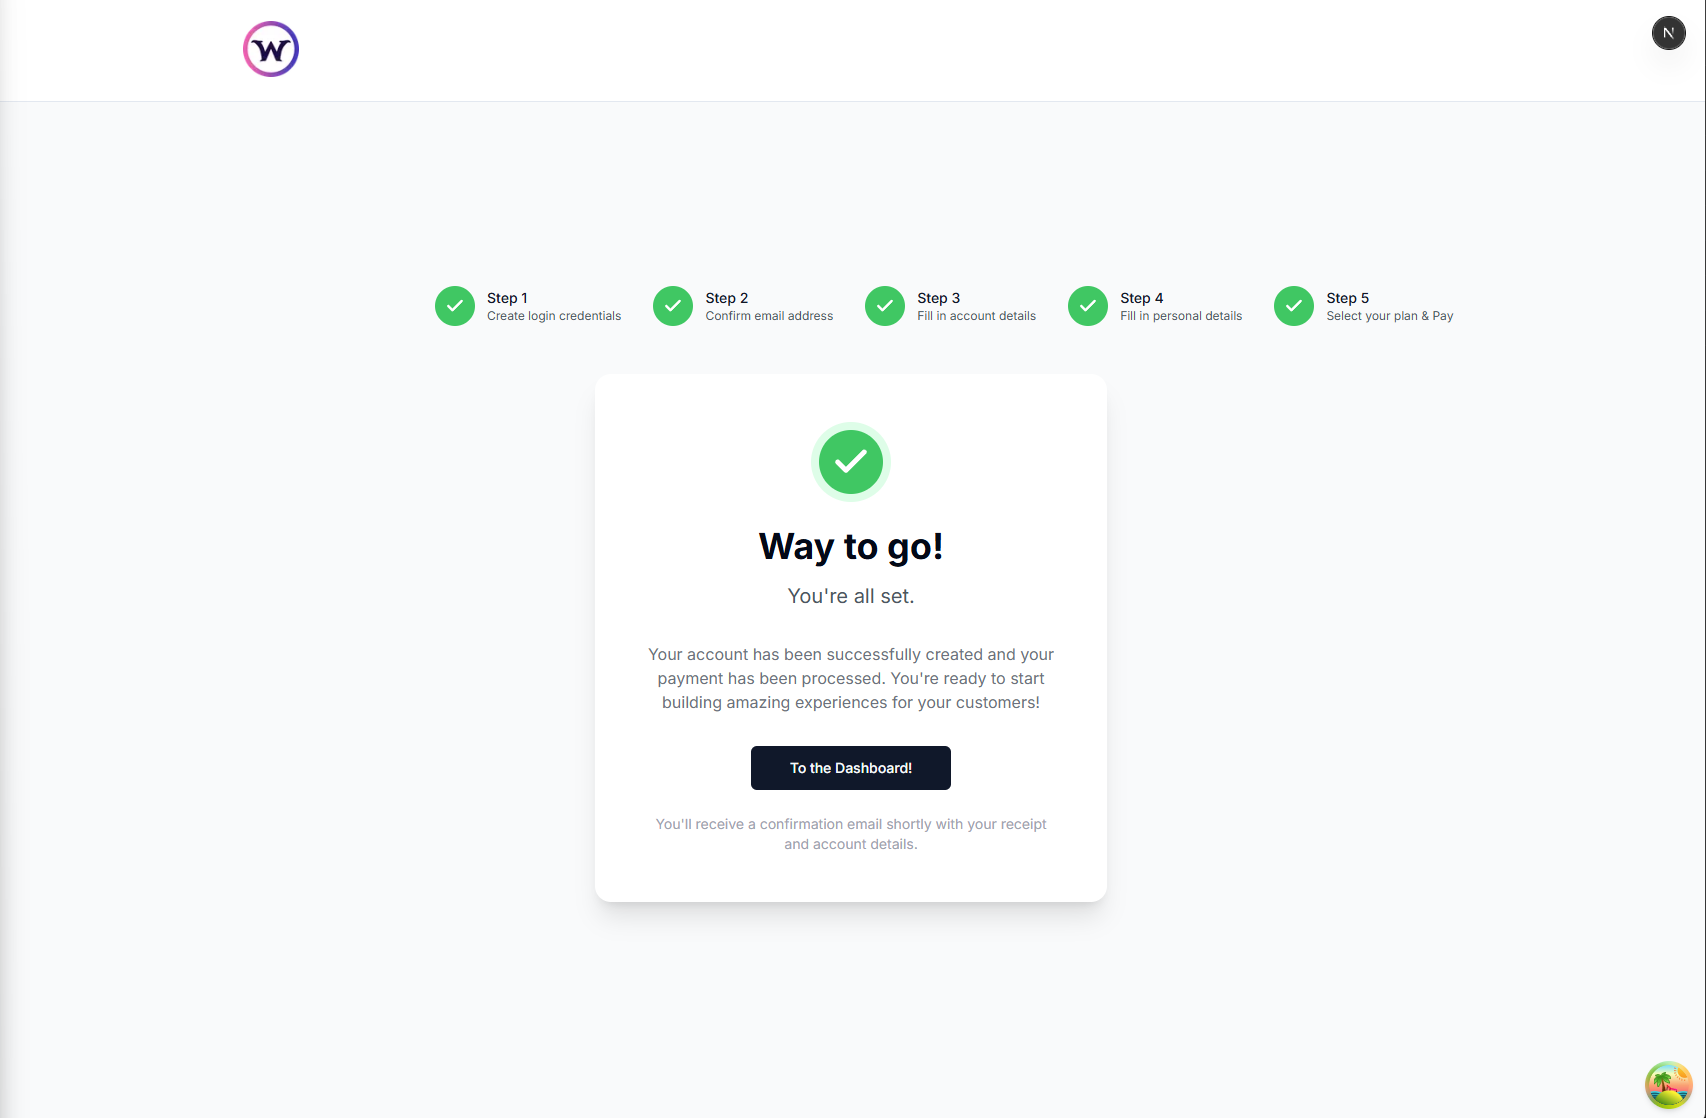 W
N
Step 1
Create login credentials
Step 2
Confirm email address
Step 3
Fill in account details
Step 4
Fill in personal details
Step 5
Select your plan & Pay
Way to go!
You're all set.
Your account has been successfully created and your
payment has been processed. You're ready to start
building amazing experiences for your customers!
To the Dashboard!
You'll receive a confirmation email shortly with your receipt
and account details.